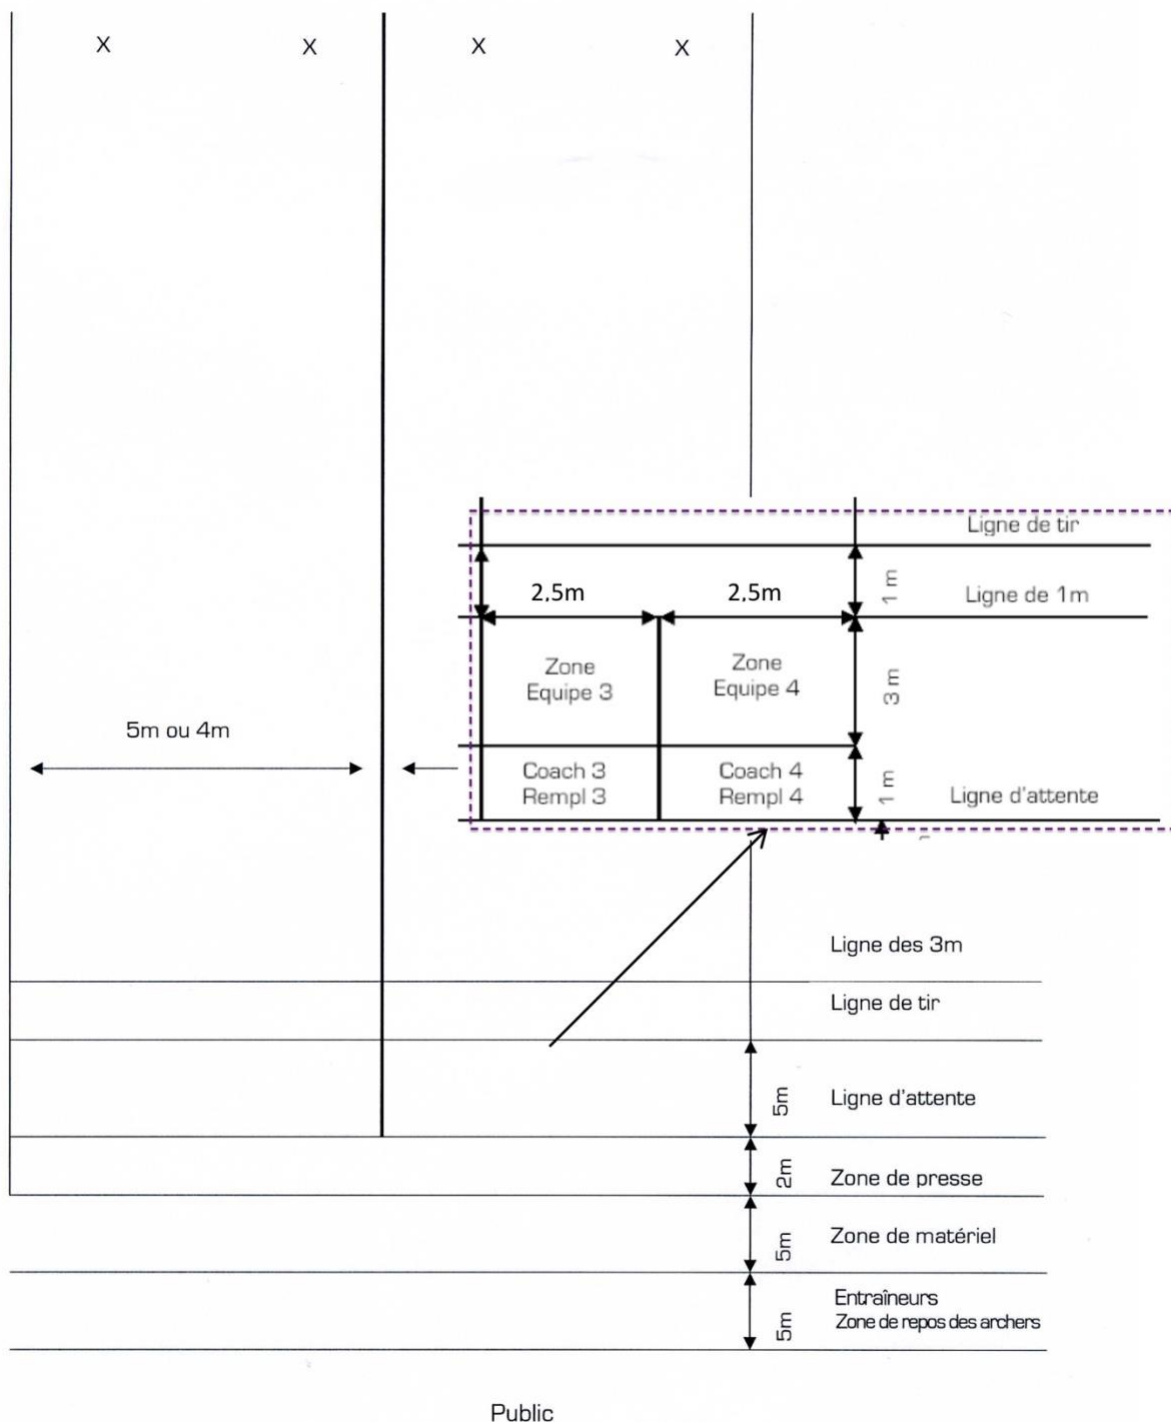 X X X X
Ligne de tir
1 m
2,5m 2,5m
Ligne de 1m
Zone
Equipe 3
Zone
Equipe 4
3 m
5m ou 4m
Coach 3
Rempl 3
Coach 4
Rempl 4
1 m
Ligne d'attente
Ligne des 3m
Ligne de tir
5m
Ligne d'attente
2m
Zone de presse
5m
Zone de matériel
5m
Entraîneurs
Zone de repos des archers
Public